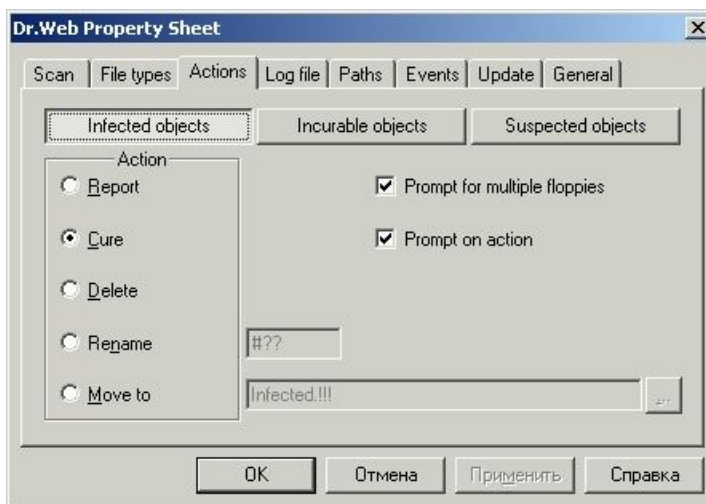 Dr.Web Property Sheet
Scan File types Actions Log file Paths Events Update General
Infected objects Incurable objects Suspected objects
Action
Report Prompt for multiple floppies
Cure Prompt on action
Delete
Rename #??
Move to Infected.!!! ...
OK Отмена Применить Справка